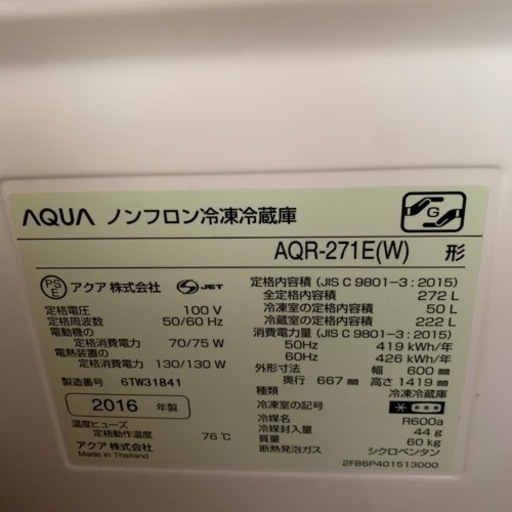 AQUA ノンフロン冷凍冷蔵庫
G
AQR-271E(W) 形
PSE アクア 株式会社 JET
定格電圧 100 V
定格周波数 50/60 Hz
電動機の
定格消費電力 70/75 W
電熱装置の
定格消費電力 130/130 W
製造番号 6TW31841
2016 年製
温度ヒューズ
定格動作温度 76℃
アクア 株式会社
Made in Thailand
定格内容積 (JIS C 9801-3 : 2015)
全定格内容積 272 L
冷凍室の定格内容積 50 L
冷蔵室の定格内容積 222 L
消費電力量 (JIS C 9801-3 : 2015)
50Hz 419 kWh/年
60Hz 426 kWh/年
外形寸法 幅 600 mm
奥行 667 mm 高さ 1419 mm
種類 冷凍冷蔵庫
冷凍室の記号
冷媒名 R600a
冷媒封入量 44 g
質量 60 kg
断熱発泡ガス シクロペンタン
2FB6P401513000